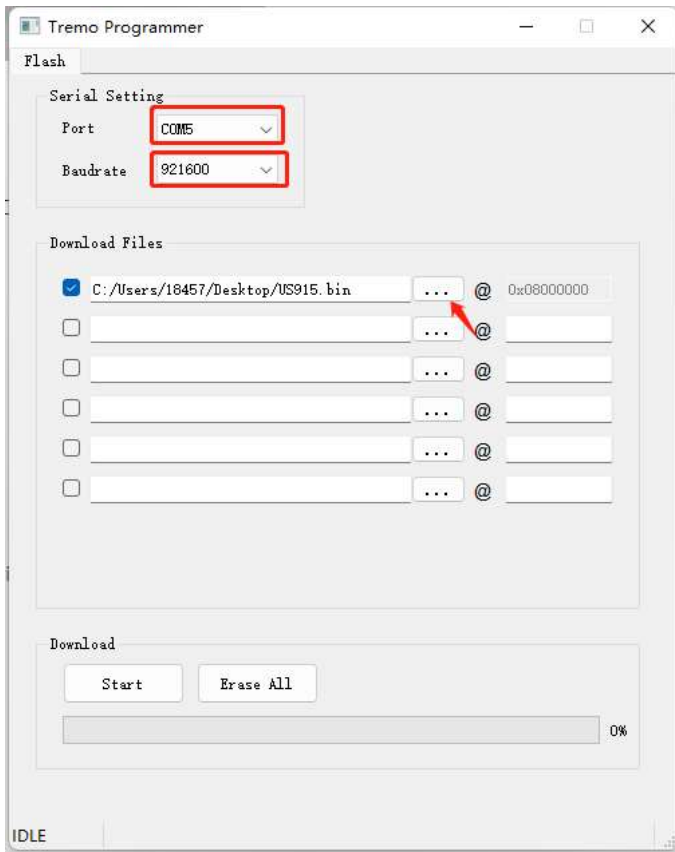 Tremo Programmer
Flash
Serial Setting
Port COM5
Baudrate 921600
Download Files
C:/Users/18457/Desktop/US915.bin ... @ 0x08000000
... @
... @
... @
... @
... @
Download
Start Erase All
0%
IDLE